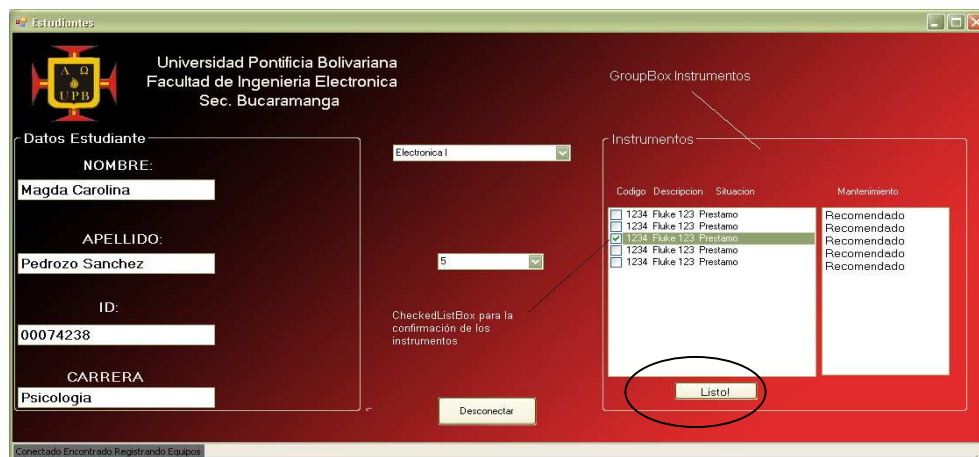 Estudiantes
Universidad Pontificia Bolivariana
Facultad de Ingenieria Electronica
Sec. Bucaramanga
Α Ω
UPB
Datos Estudiante
NOMBRE:
Magda Carolina
APELLIDO:
Pedrozo Sanchez
ID:
00074238
CARRERA
Psicologia
Electronica I
5
CheckedListBox para la
confirmación de los
instrumentos
Desconectar
GroupBox Instrumentos
Instrumentos
Codigo Descripcion Situacion Mantenimiento
1234 Fluke 123 Prestamo Recomendado
1234 Fluke 123 Prestamo Recomendado
1234 Fluke 123 Prestamo Recomendado
1234 Fluke 123 Prestamo Recomendado
1234 Fluke 123 Prestamo Recomendado
Listo!
Conectado Encontrado Registrando Equipos